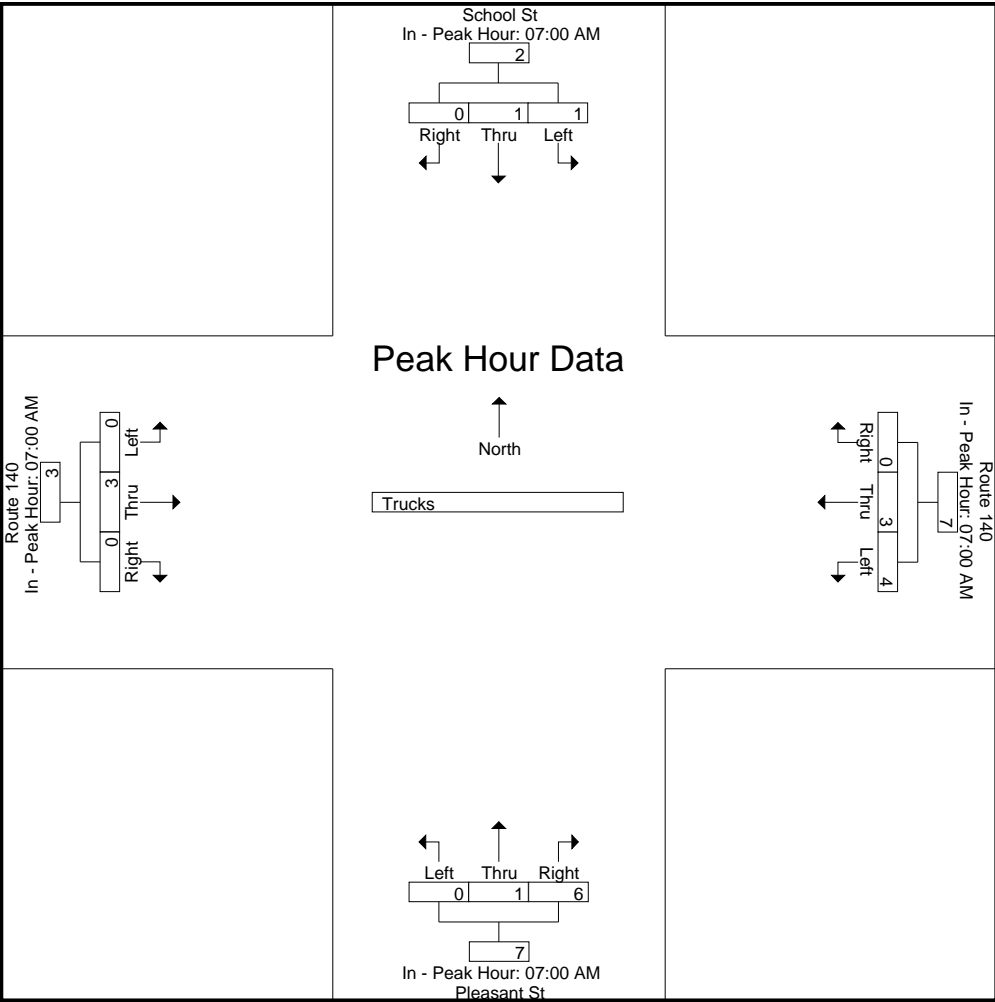 School St
In - Peak Hour: 07:00 AM
2
0 1 1
Right Thru Left
Peak Hour Data
North
Trucks
Route 140
In - Peak Hour: 07:00 AM
3
0 3 0
Left Thru Right
Route 140
In - Peak Hour: 07:00 AM
7
0 3 4
Right Thru Left
Left Thru Right
0 1 6
7
In - Peak Hour: 07:00 AM
Pleasant St